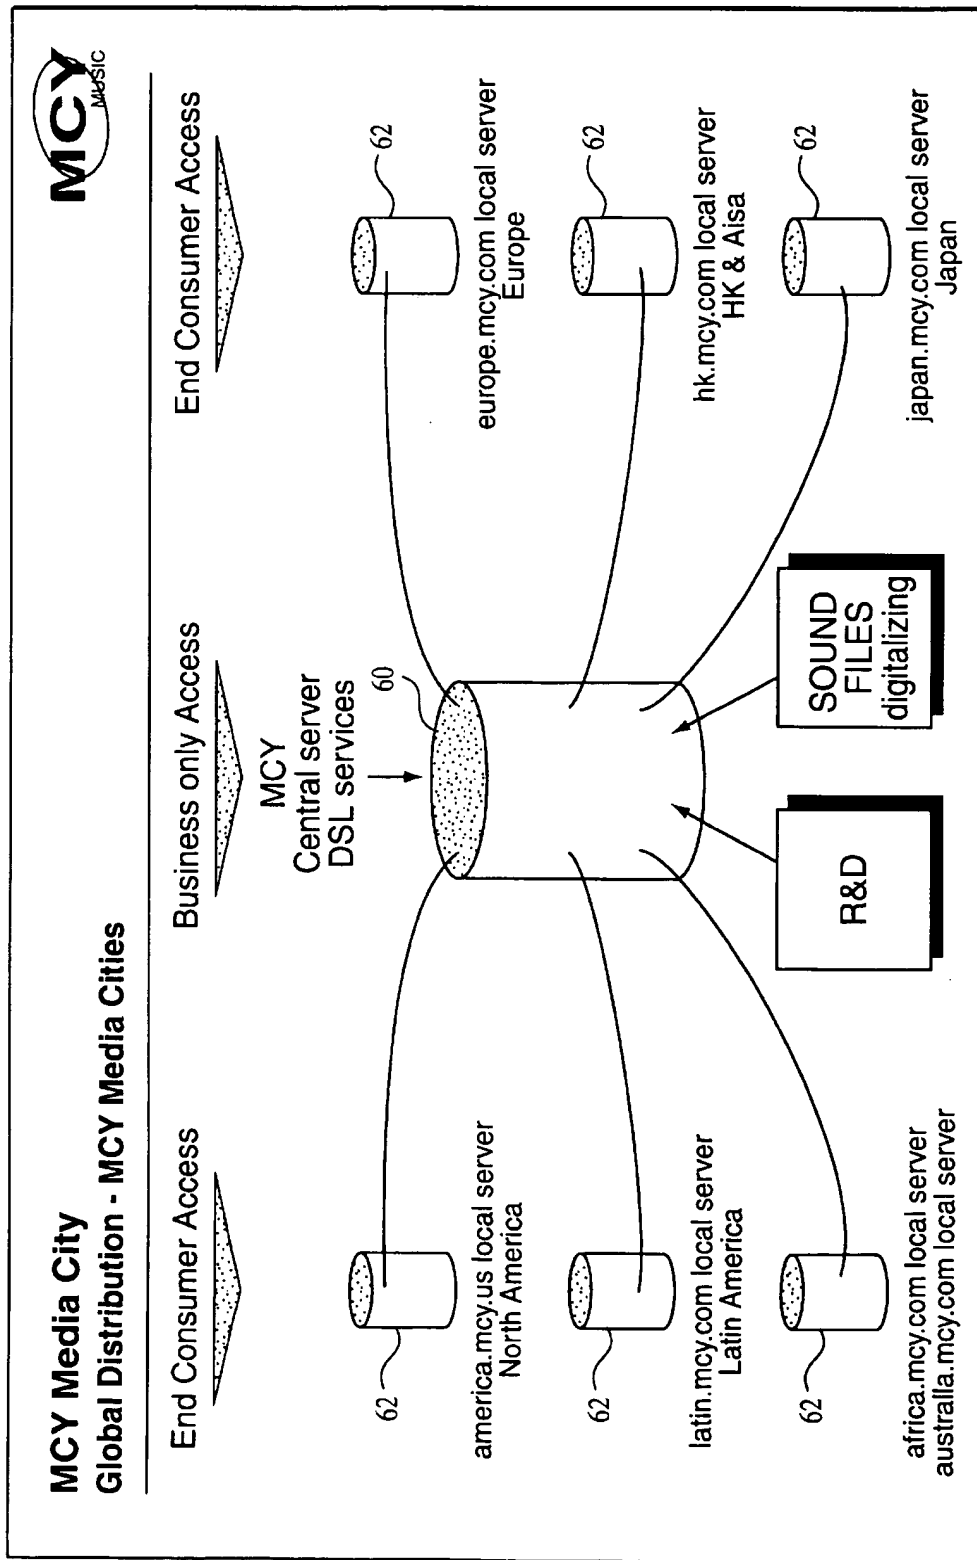 MCY Media City
Global Distribution - MCY Media Cities
MCY
MUSIC
End Consumer Access
Business only Access
End Consumer Access
MCY
Central server
DSL services
60
62
america.mcy.us local server
North America
62
latin.mcy.com local server
Latin America
62
africa.mcy.com local server
australla.mcy.com local server
62
europe.mcy.com local server
Europe
62
hk.mcy.com local server
HK & Aisa
62
japan.mcy.com local server
Japan
R&D
SOUND
FILES
digitalizing